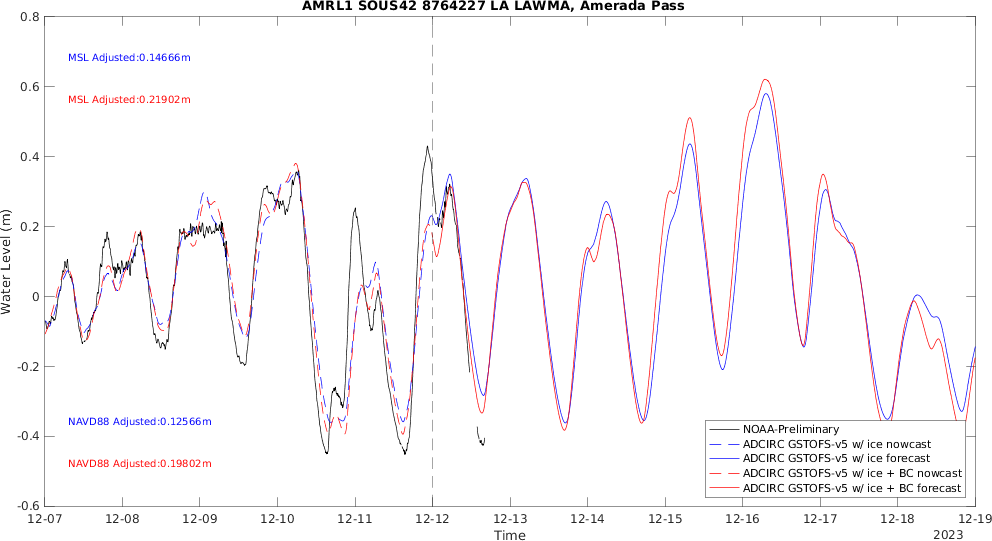 AMRL1 SOUS42 8764227 LA LAWMA, Amerada Pass
0.8
0.6
0.4
0.2
0
-0.2
-0.4
-0.6
Water Level (m)
MSL Adjusted:0.14666m
MSL Adjusted:0.21902m
NAVD88 Adjusted:0.12566m
NAVD88 Adjusted:0.19802m
NOAA-Preliminary
ADCIRC GSTOFS-v5 w/ ice nowcast
ADCIRC GSTOFS-v5 w/ ice forecast
ADCIRC GSTOFS-v5 w/ ice + BC nowcast
ADCIRC GSTOFS-v5 w/ ice + BC forecast
12-07 12-08 12-09 12-10 12-11 12-12 12-13 12-14 12-15 12-16 12-17 12-18 12-19
Time
2023